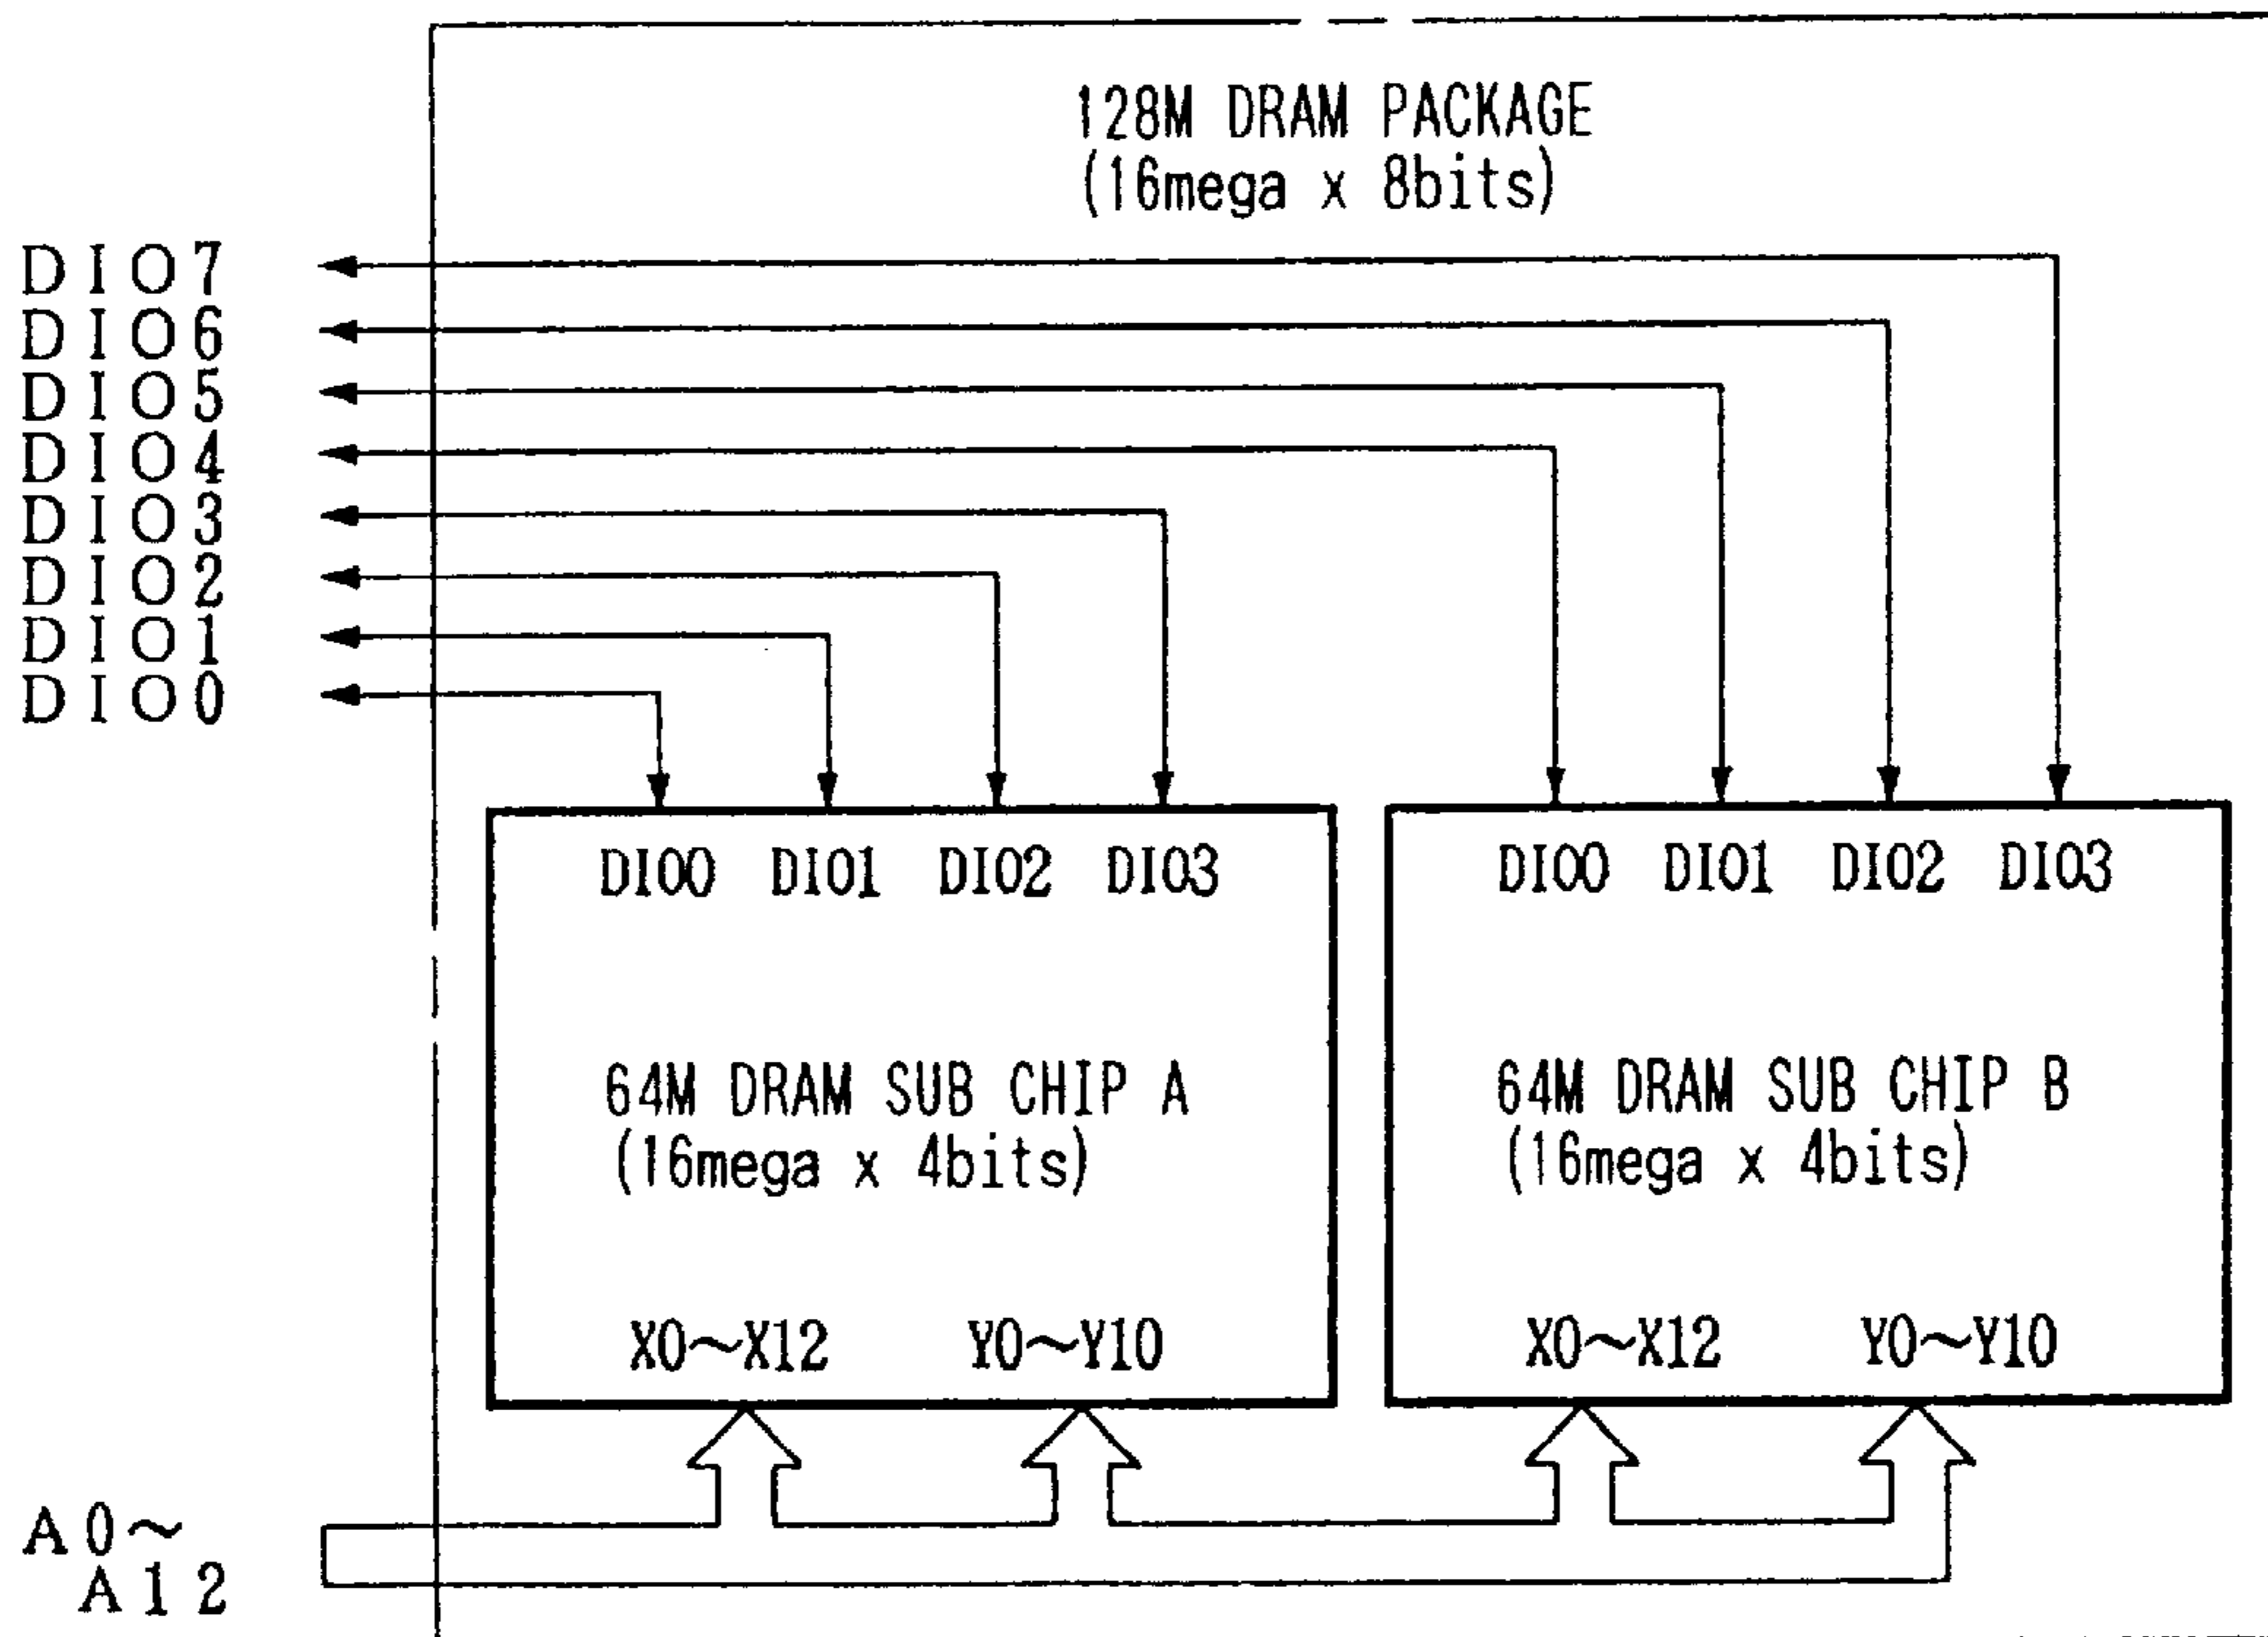 128M DRAM PACKAGE
(16mega x 8bits)
DIO7
DIO6
DIO5
DIO4
DIO3
DIO2
DIO1
DIO0
DIO0 DIO1 DIO2 DIO3 DIO0 DIO1 DIO2 DIO3
64M DRAM SUB CHIP A
(16mega x 4bits)
64M DRAM SUB CHIP B
(16mega x 4bits)
X0~X12 Y0~Y10 X0~X12 Y0~Y10
A0~
A12